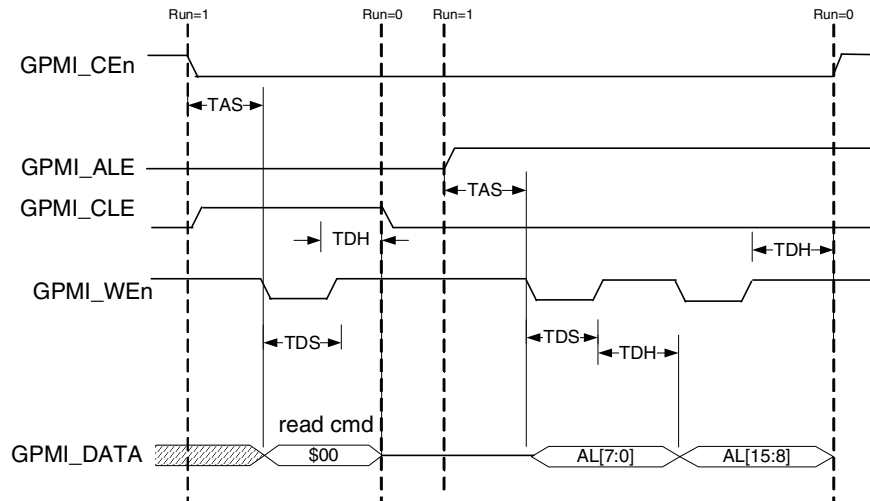 Run=1
Run=0
Run=1
Run=0
GPMI_CEn
TAS
GPMI_ALE
TAS
GPMI_CLE
TDH
TDH
GPMI_WEn
TDS
TDS
TDH
read cmd
GPMI_DATA
$00
AL[7:0]
AL[15:8]